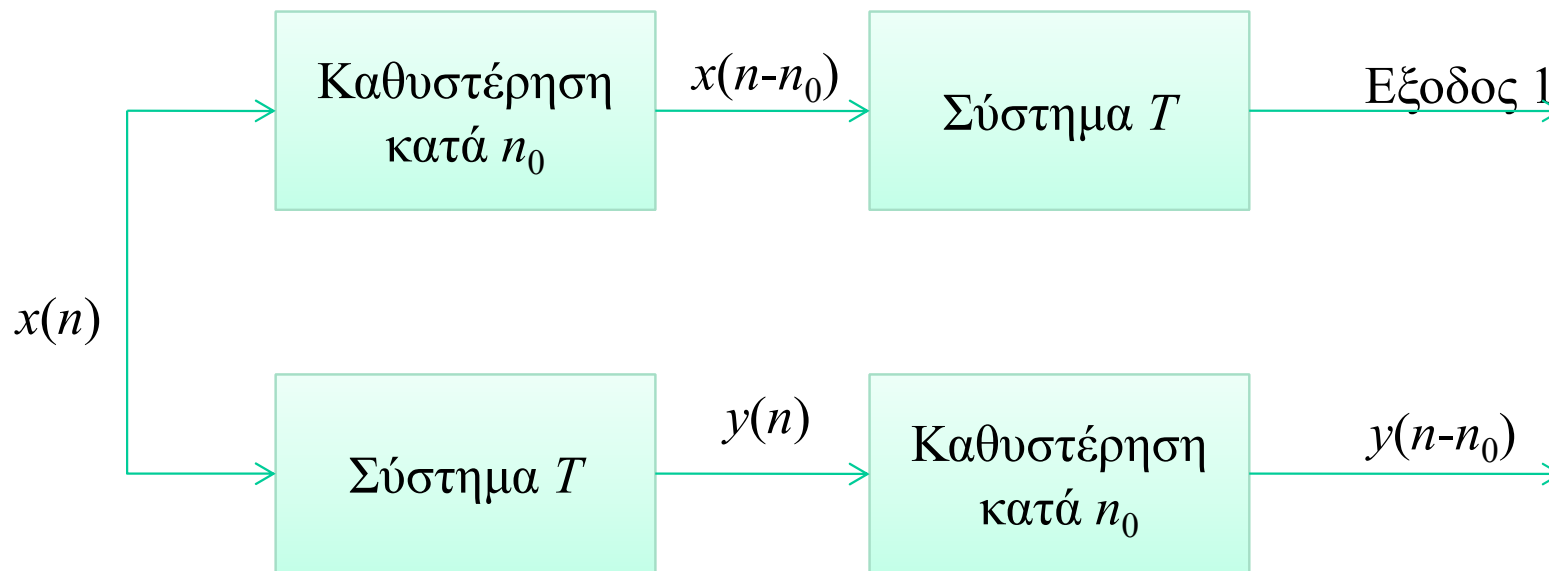 Καθυστέρηση
κατά n₀
x(n-n₀)
Σύστημα T
Εξοδος 1
x(n)
Σύστημα T
y(n)
Καθυστέρηση
κατά n₀
y(n-n₀)